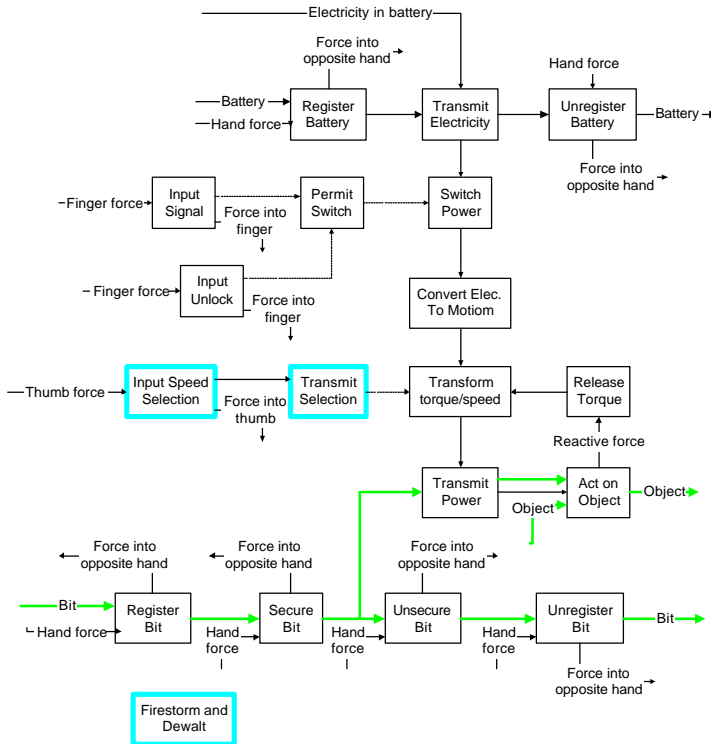 Electricity in battery
Force into
opposite hand
Hand force
Battery
Hand force
Register
Battery
Transmit
Electricity
Unregister
Battery
Battery
Force into
opposite hand
Finger force
Input
Signal
Force into
finger
Permit
Switch
Switch
Power
Finger force
Input
Unlock
Force into
finger
Convert Elec.
To Motiom
Thumb force
Input Speed
Selection
Force into
thumb
Transmit
Selection
Transform
torque/speed
Release
Torque
Reactive force
Transmit
Power
Object
Act on
Object
Object
Force into
opposite hand
Force into
opposite hand
Force into
opposite hand
Bit
Hand force
Register
Bit
Hand
force
Secure
Bit
Hand
force
Unsecure
Bit
Hand
force
Unregister
Bit
Bit
Force into
opposite hand
Firestorm and
Dewalt